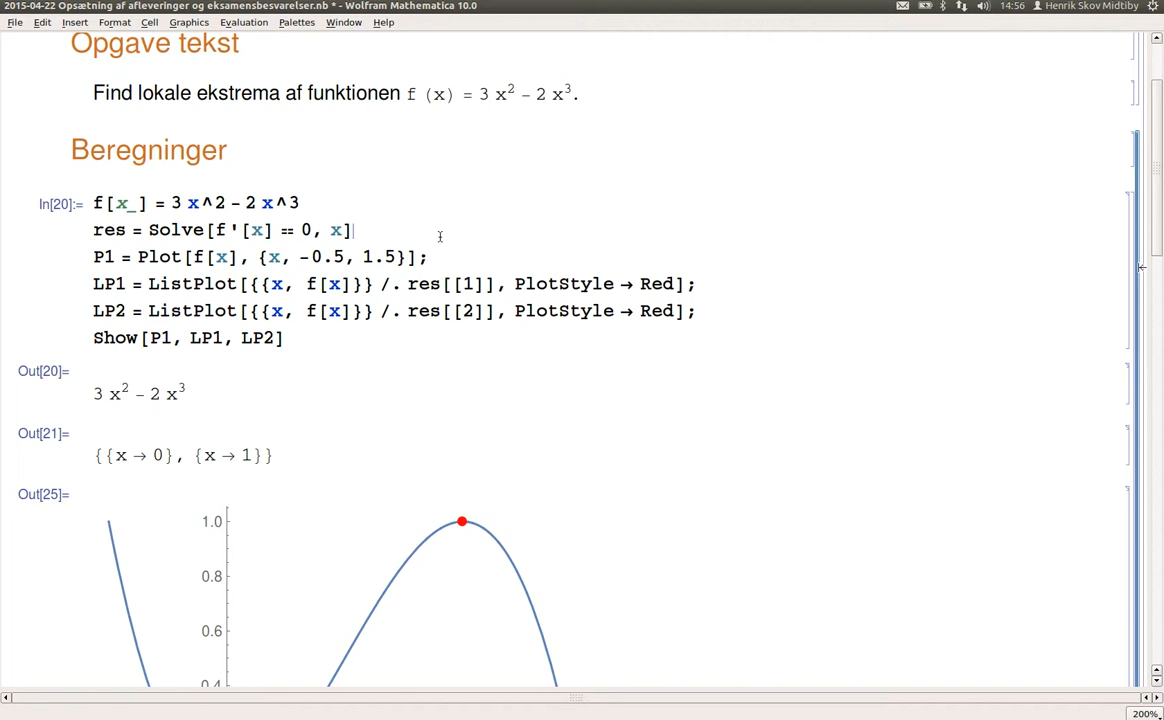 2015-04-22 Opsætning af afleveringer og eksamensbesvarelser.nb * - Wolfram Mathematica 10.0
14:56 Henrik Skov Midtiby
File Edit Insert Format Cell Graphics Evaluation Palettes Window Help
Opgave tekst
Find lokale ekstrema af funktionen f (x) = 3 x² − 2 x³.
Beregninger
In[20]:= f[x_] = 3 x^2 - 2 x^3
res = Solve[f'[x] == 0, x]
P1 = Plot[f[x], {x, -0.5, 1.5}];
LP1 = ListPlot[{{x, f[x]}} /. res[[1]], PlotStyle → Red];
LP2 = ListPlot[{{x, f[x]}} /. res[[2]], PlotStyle → Red];
Show[P1, LP1, LP2]
Out[20]=
3 x² − 2 x³
Out[21]=
{{x → 0}, {x → 1}}
Out[25]=
1.0
0.8
0.6
0.4
200%